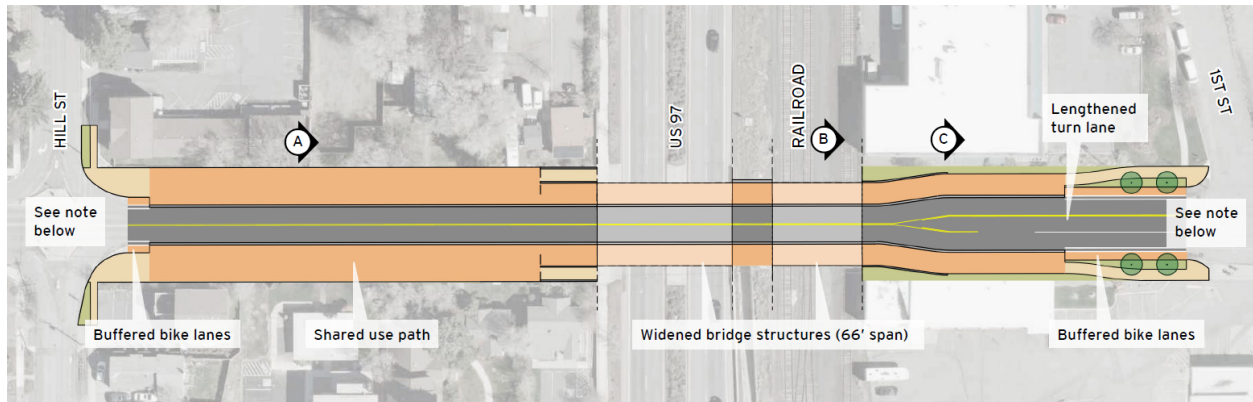 HILL ST
A
US 97
RAILROAD
B
C
Lengthened
turn lane
1ST ST
See note
below
See note
below
Buffered bike lanes
Shared use path
Widened bridge structures (66' span)
Buffered bike lanes